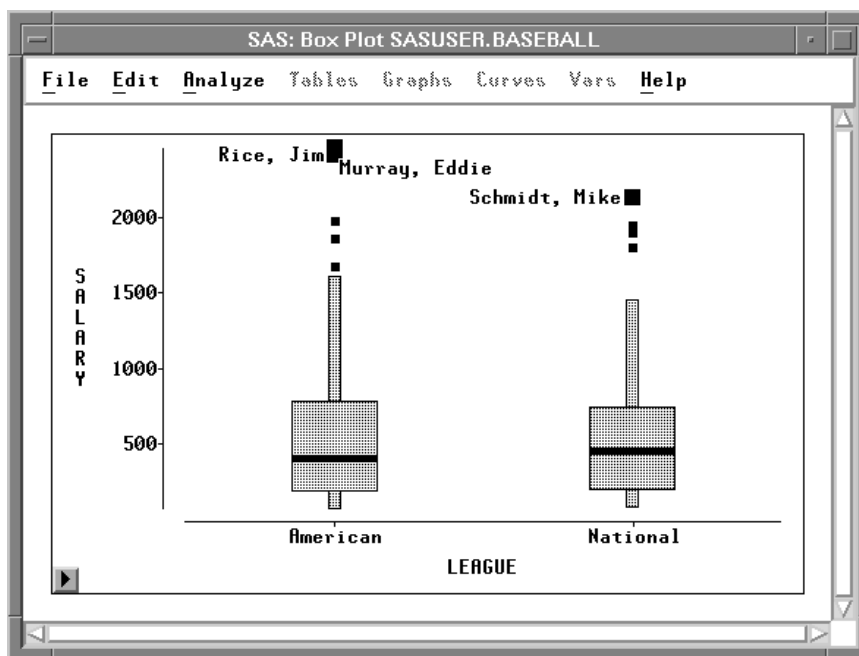 SAS: Box Plot SASUSER.BASEBALL
File Edit Analyze Tables Graphs Curves Vars Help
Rice, Jim
Murray, Eddie
Schmidt, Mike
2000
1500
1000
500
SALARY
American National
LEAGUE